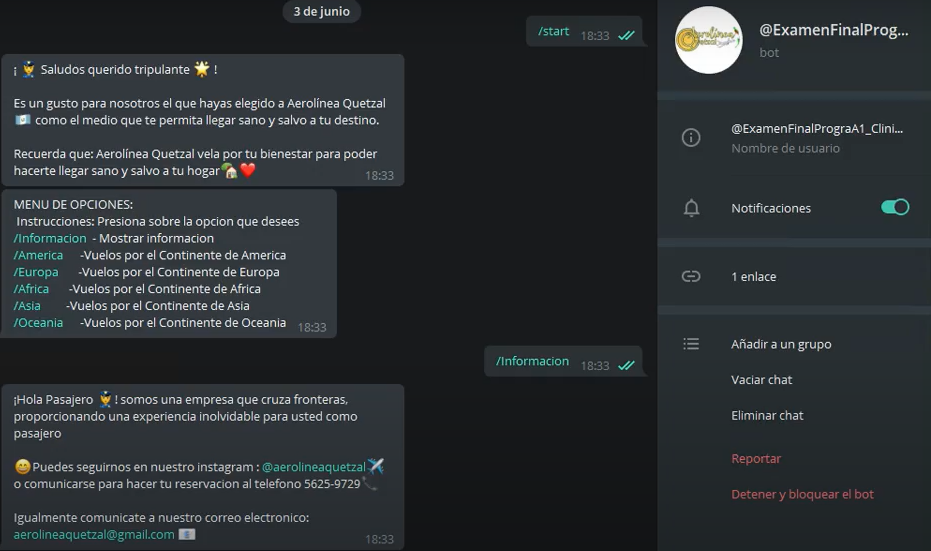 3 de junio
/start 18:33
¡ 👮 Saludos querido tripulante 🌟 !
Es un gusto para nosotros el que hayas elegido a Aerolínea Quetzal
🇬🇹 como el medio que te permita llegar sano y salvo a tu destino.
Recuerda que: Aerolínea Quetzal vela por tu bienestar para poder
hacerte llegar sano y salvo a tu hogar🏡❤️
18:33
MENU DE OPCIONES:
Instrucciones: Presiona sobre la opcion que desees
/Informacion - Mostrar informacion
/America -Vuelos por el Continente de America
/Europa -Vuelos por el Continente de Europa
/Africa -Vuelos por el Continente de Africa
/Asia -Vuelos por el Continente de Asia
/Oceania -Vuelos por el Continente de Oceania 18:33
/Informacion 18:33
¡Hola Pasajero 👮! somos una empresa que cruza fronteras,
proporcionando una experiencia inolvidable para usted como
pasajero
😄Puedes seguirnos en nuestro instagram : @aerolineaquetzal✈️
o comunicarse para hacer tu reservacion al telefono 5625-9729📞
Igualmente comunicate a nuestro correo electronico:
aerolineaquetzal@gmail.com 📧
18:33
Aerolínea
Quetzal
@ExamenFinalProg...
bot
@ExamenFinalPrograA1_Clini...
Nombre de usuario
Notificaciones
1 enlace
Añadir a un grupo
Vaciar chat
Eliminar chat
Reportar
Detener y bloquear el bot